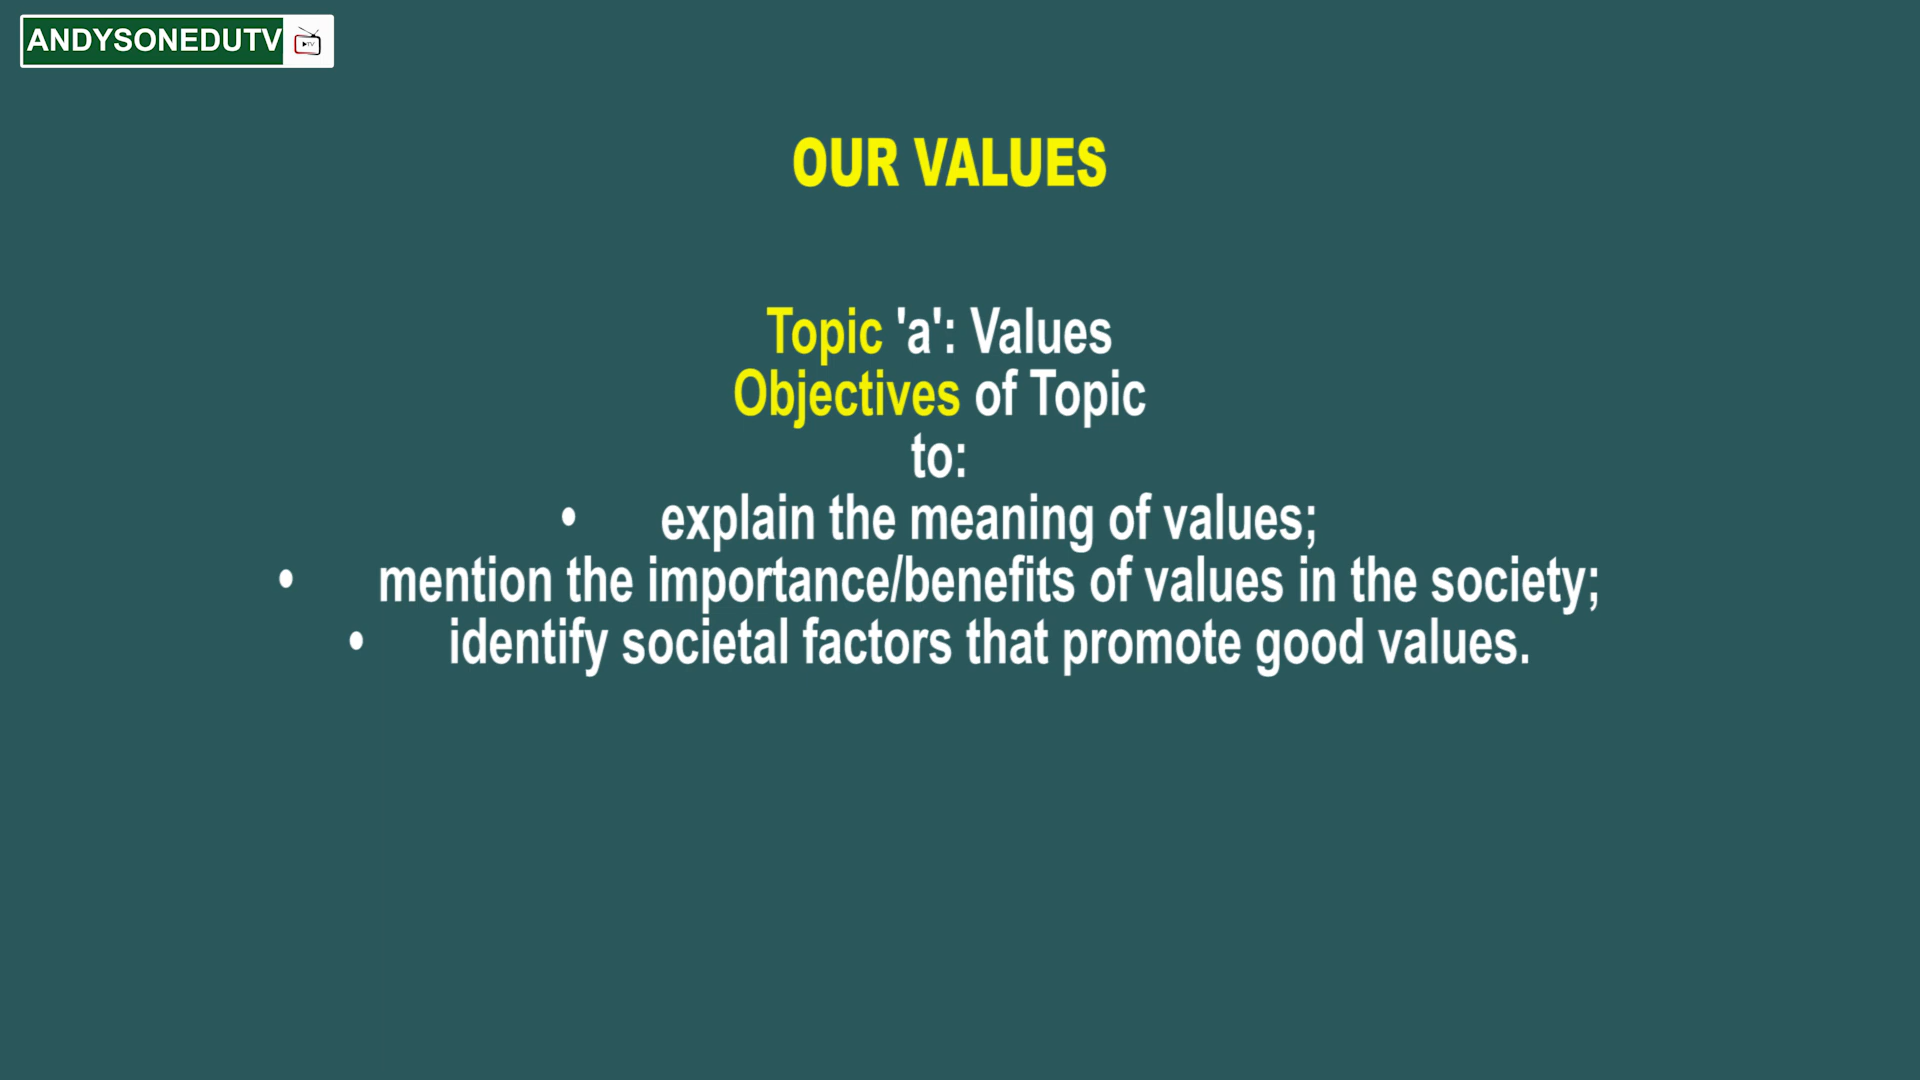 ANDYSONEDUTV
OUR VALUES
Topic 'a': Values
Objectives of Topic
to:
• explain the meaning of values;
• mention the importance/benefits of values in the society;
• identify societal factors that promote good values.